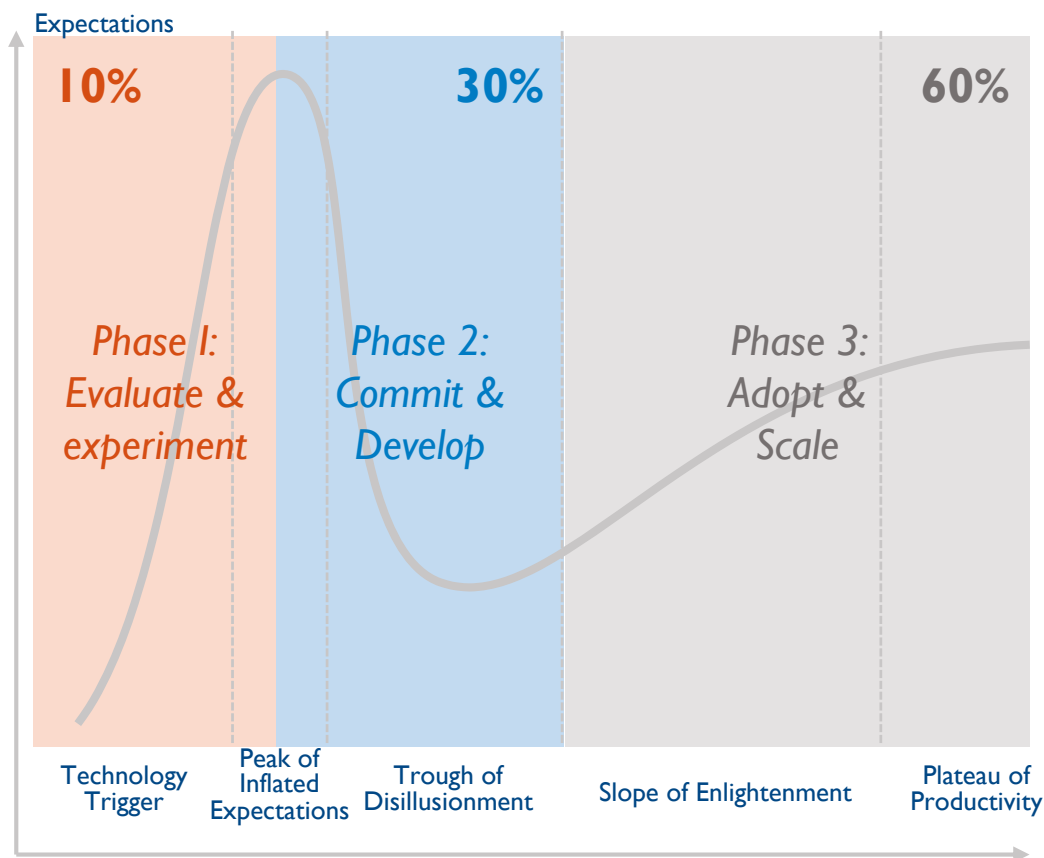 Expectations
10%
30%
60%
Phase 1:
Evaluate &
experiment
Phase 2:
Commit &
Develop
Phase 3:
Adopt &
Scale
Technology
Trigger
Peak of
Inflated
Expectations
Trough of
Disillusionment
Slope of Enlightenment
Plateau of
Productivity